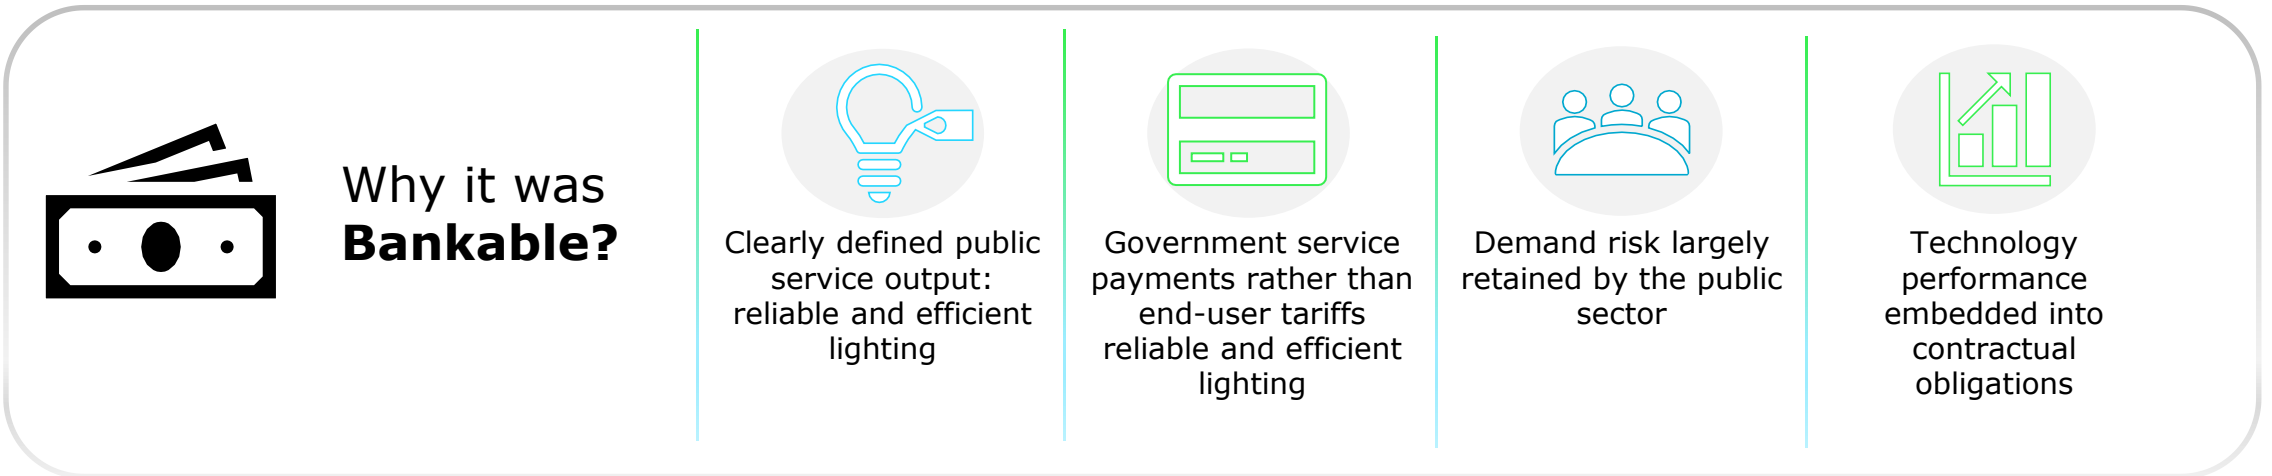 Why it was
Bankable?
Clearly defined public
service output:
reliable and efficient
lighting
Government service
payments rather than
end-user tariffs
reliable and efficient
lighting
Demand risk largely
retained by the public
sector
Technology
performance
embedded into
contractual
obligations